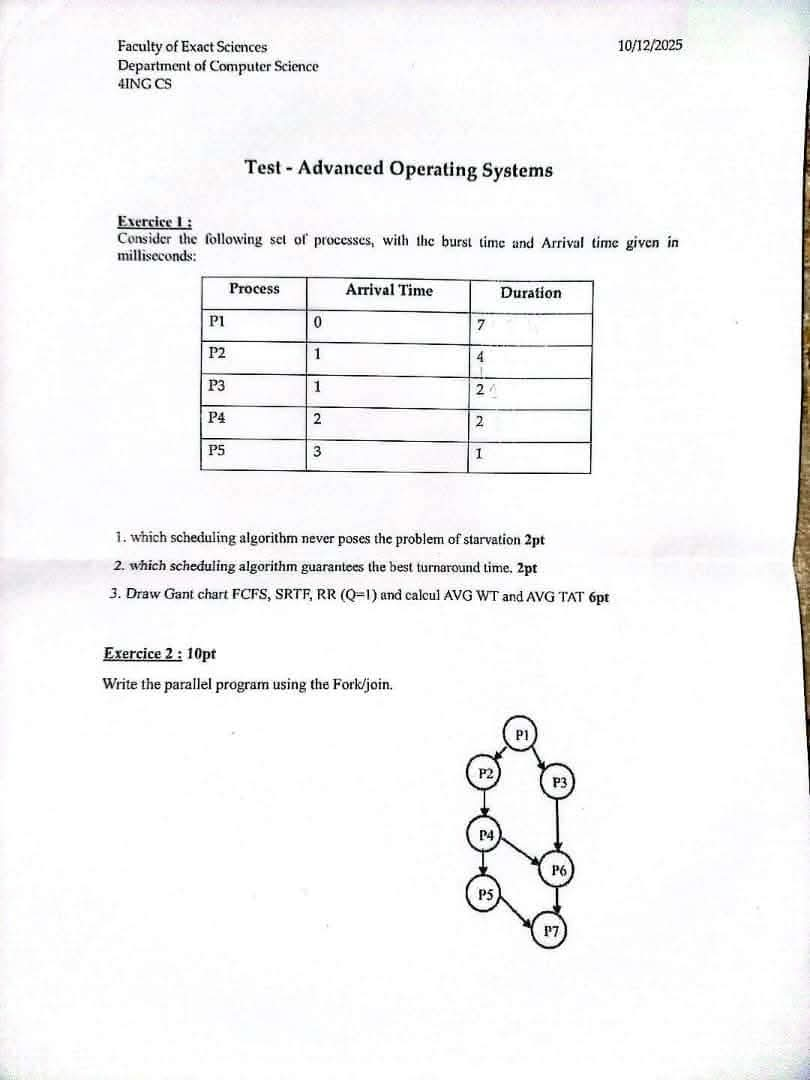 Faculty of Exact Sciences 10/12/2025
Department of Computer Science
4ING CS
Test - Advanced Operating Systems
Exercice 1 :
Consider the following set of processes, with the burst time and Arrival time given in
milliseconds:
Process Arrival Time Duration
P1 0 7
P2 1 4
P3 1 2
P4 2 2
P5 3 1
1. which scheduling algorithm never poses the problem of starvation 2pt
2. which scheduling algorithm guarantees the best turnaround time. 2pt
3. Draw Gant chart FCFS, SRTF, RR (Q=1) and calcul AVG WT and AVG TAT 6pt
Exercice 2 : 10pt
Write the parallel program using the Fork/join.
P1
P2
P3
P4
P6
P5
P7